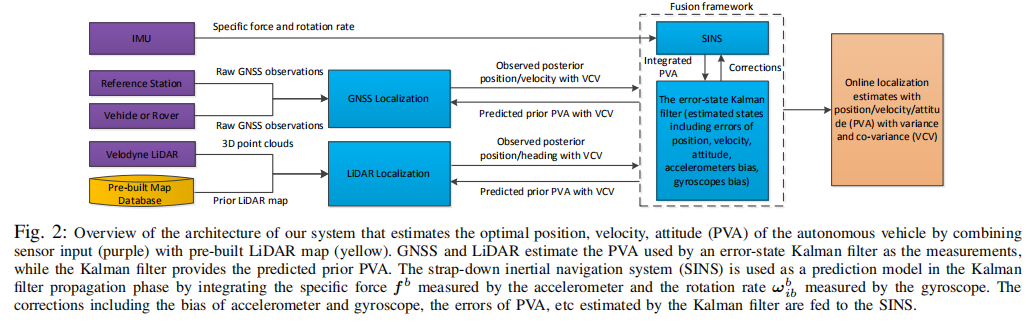 Fusion framework
IMU
Specific force and rotation rate
SINS
Integrated
PVA
Corrections
Reference Station
Raw GNSS observations
Vehicle or Rover
Raw GNSS observations
GNSS Localization
Observed posterior
position/velocity with VCV
Predicted prior PVA with VCV
The error-state Kalman
filter (estimated states
including errors of
position, velocity,
attitude,
accelerometers bias,
gyroscopes bias)
Online localization
estimates with
position/velocity/attitu
de (PVA) with variance
and co-variance (VCV)
3D point clouds
Velodyne LiDAR
Pre-built Map
Database
Prior LiDAR map
LiDAR Localization
Observed posterior
position/heading with VCV
Predicted prior PVA with VCV
Fig. 2: Overview of the architecture of our system that estimates the optimal position, velocity, attitude (PVA) of the autonomous vehicle by combining
sensor input (purple) with pre-built LiDAR map (yellow). GNSS and LiDAR estimate the PVA used by an error-state Kalman filter as the measurements,
while the Kalman filter provides the predicted prior PVA. The strap-down inertial navigation system (SINS) is used as a prediction model in the Kalman
filter propagation phase by integrating the specific force f^b measured by the accelerometer and the rotation rate ω^b_ib measured by the gyroscope. The
corrections including the bias of accelerometer and gyroscope, the errors of PVA, etc estimated by the Kalman filter are fed to the SINS.